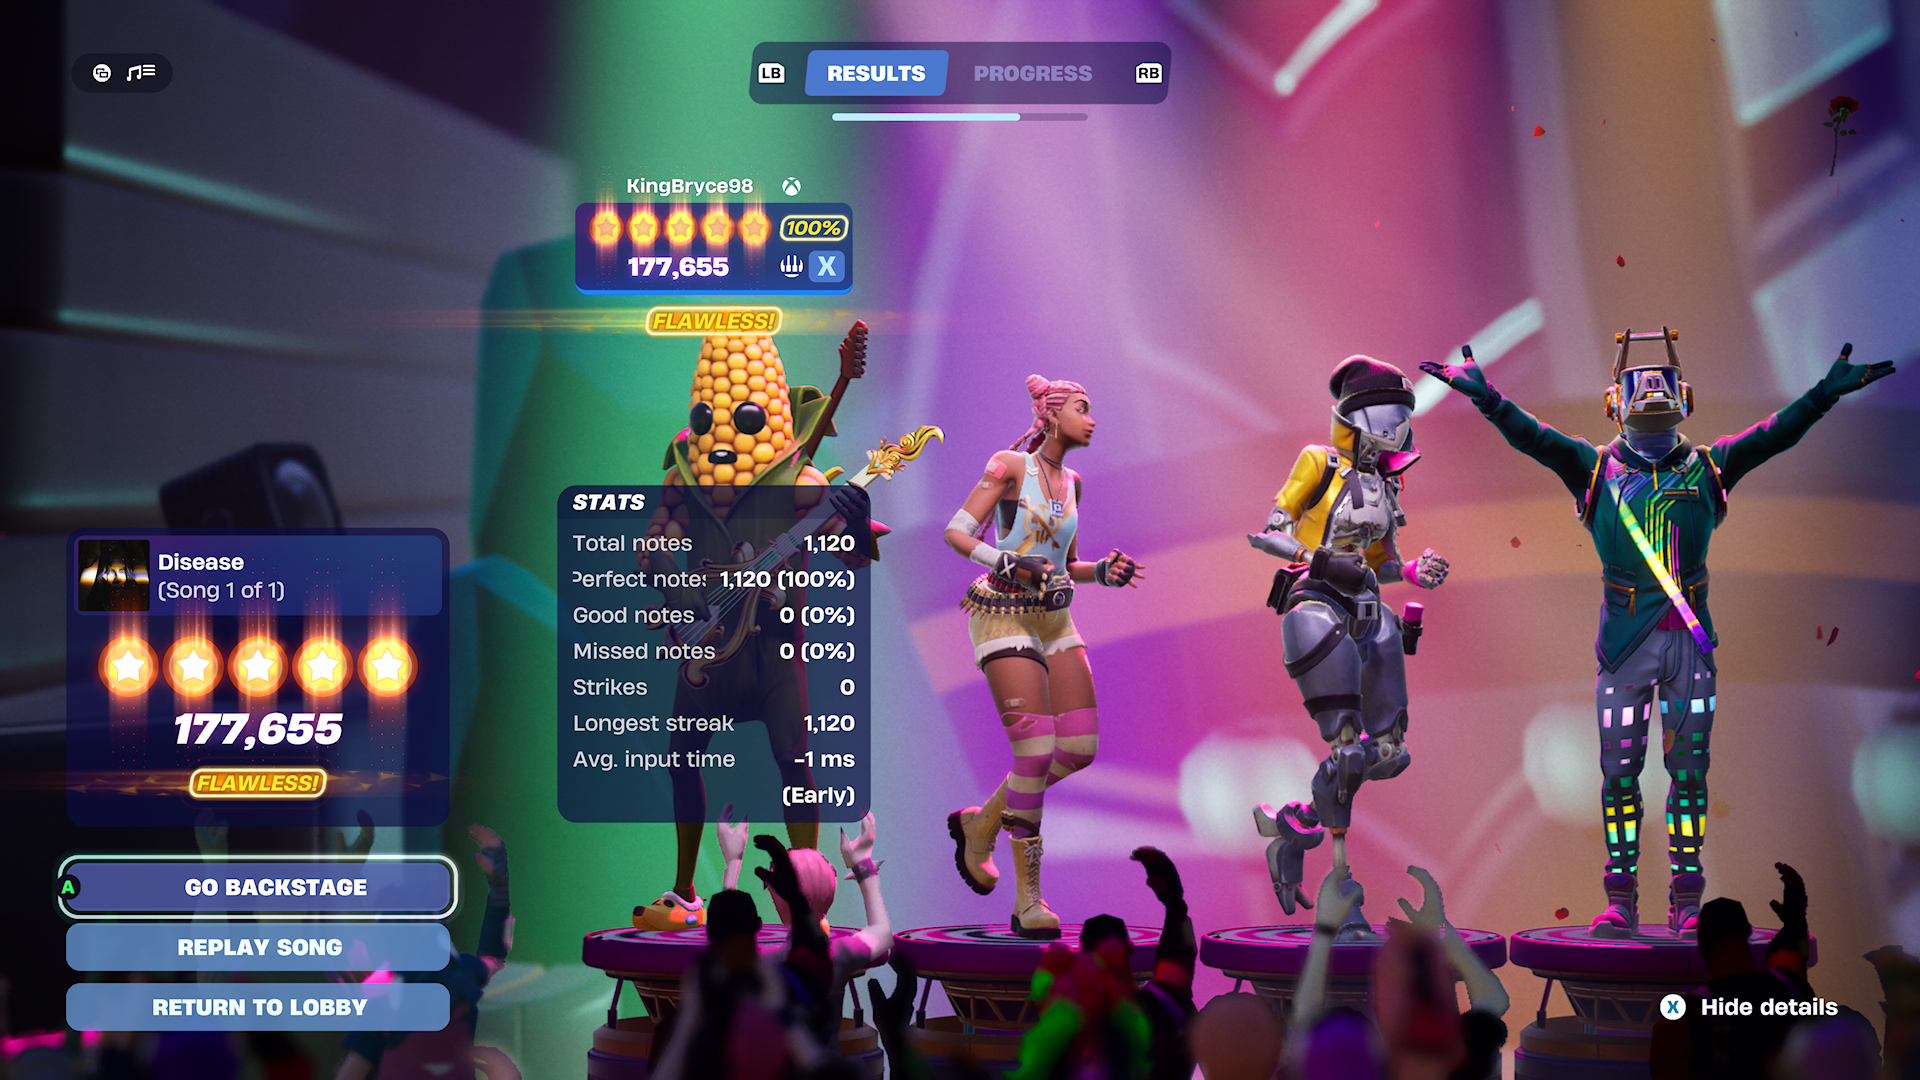 LB RESULTS PROGRESS RB
KingBryce98
100%
177,655
X
FLAWLESS!
STATS
Total notes 1,120
Perfect notes 1,120 (100%)
Good notes 0 (0%)
Missed notes 0 (0%)
Strikes 0
Longest streak 1,120
Avg. input time -1 ms
(Early)
Disease
(Song 1 of 1)
177,655
FLAWLESS!
A GO BACKSTAGE
REPLAY SONG
RETURN TO LOBBY
X Hide details